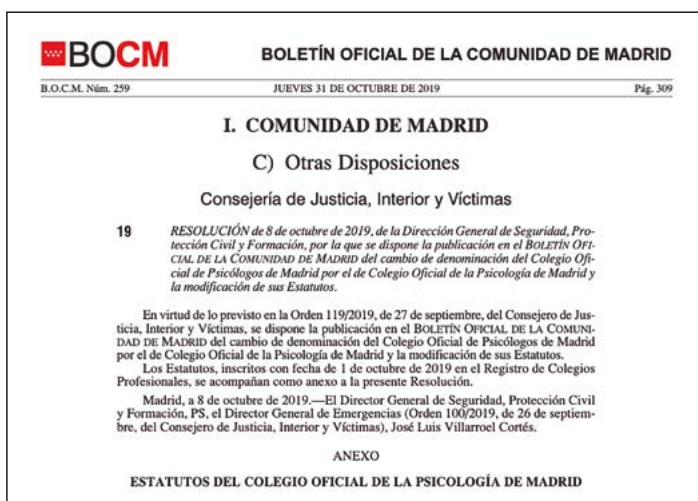 BOCM
BOLETÍN OFICIAL DE LA COMUNIDAD DE MADRID
B.O.C.M. Núm. 259 JUEVES 31 DE OCTUBRE DE 2019 Pág. 309
I. COMUNIDAD DE MADRID
C) Otras Disposiciones
Consejería de Justicia, Interior y Víctimas
19 RESOLUCIÓN de 8 de octubre de 2019, de la Dirección General de Seguridad, Pro-
tección Civil y Formación, por la que se dispone la publicación en el BOLETÍN OFI-
CIAL DE LA COMUNIDAD DE MADRID del cambio de denominación del Colegio Ofi-
cial de Psicólogos de Madrid por el de Colegio Oficial de la Psicología de Madrid y
la modificación de sus Estatutos.
En virtud de lo previsto en la Orden 119/2019, de 27 de septiembre, del Consejero de Jus-
ticia, Interior y Víctimas, se dispone la publicación en el BOLETÍN OFICIAL DE LA COMUNI-
DAD DE MADRID del cambio de denominación del Colegio Oficial de Psicólogos de Madrid
por el de Colegio Oficial de la Psicología de Madrid y la modificación de sus Estatutos.
Los Estatutos, inscritos con fecha de 1 de octubre de 2019 en el Registro de Colegios
Profesionales, se acompañan como anexo a la presente Resolución.
Madrid, a 8 de octubre de 2019.—El Director General de Seguridad, Protección Civil
y Formación, PS, el Director General de Emergencias (Orden 100/2019, de 26 de septiem-
bre, del Consejero de Justicia, Interior y Víctimas), José Luis Villarroel Cortés.
ANEXO
ESTATUTOS DEL COLEGIO OFICIAL DE LA PSICOLOGÍA DE MADRID